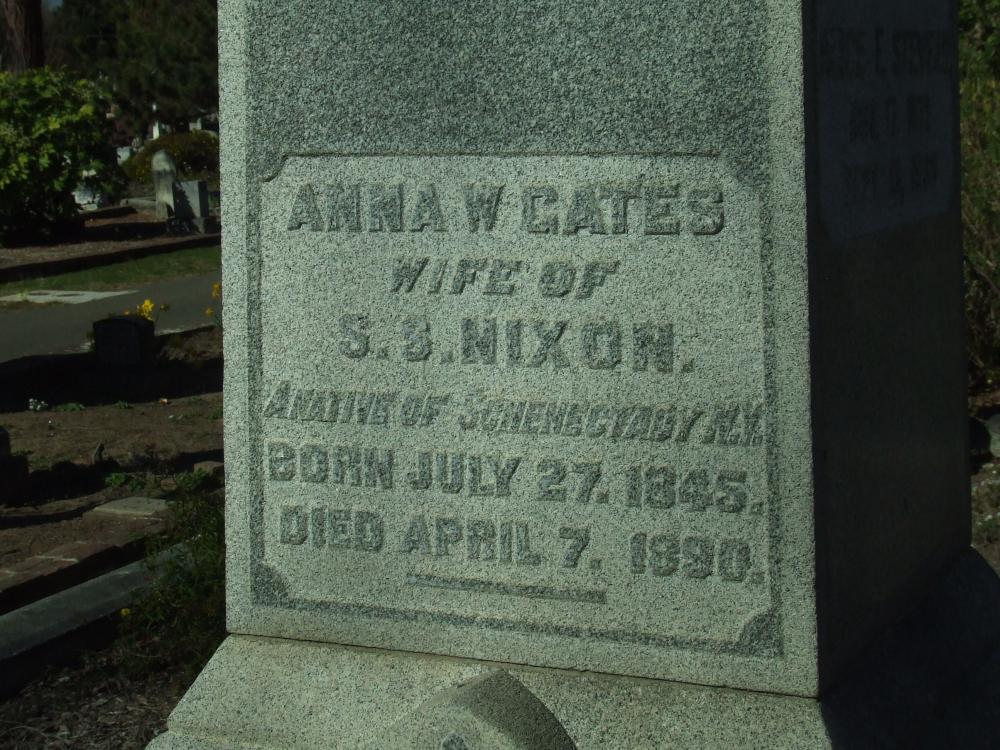 ANNA W GATES
WIFE OF
S.S.NIXON.
A NATIVE OF SCHENECTADY N.Y.
BORN JULY 27. 1845.
DIED APRIL 7. 1890.